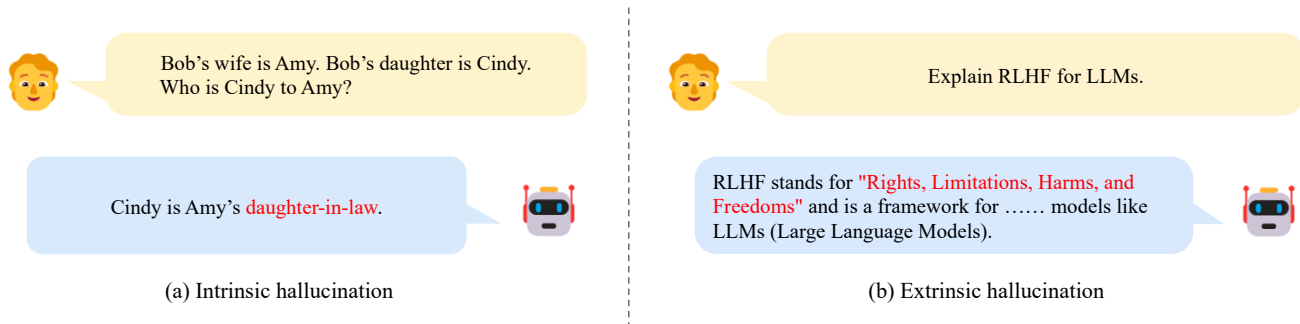 Bob’s wife is Amy. Bob’s daughter is Cindy.
Who is Cindy to Amy?
Cindy is Amy’s daughter-in-law.
(a) Intrinsic hallucination
Explain RLHF for LLMs.
RLHF stands for "Rights, Limitations, Harms, and
Freedoms" and is a framework for …… models like
LLMs (Large Language Models).
(b) Extrinsic hallucination